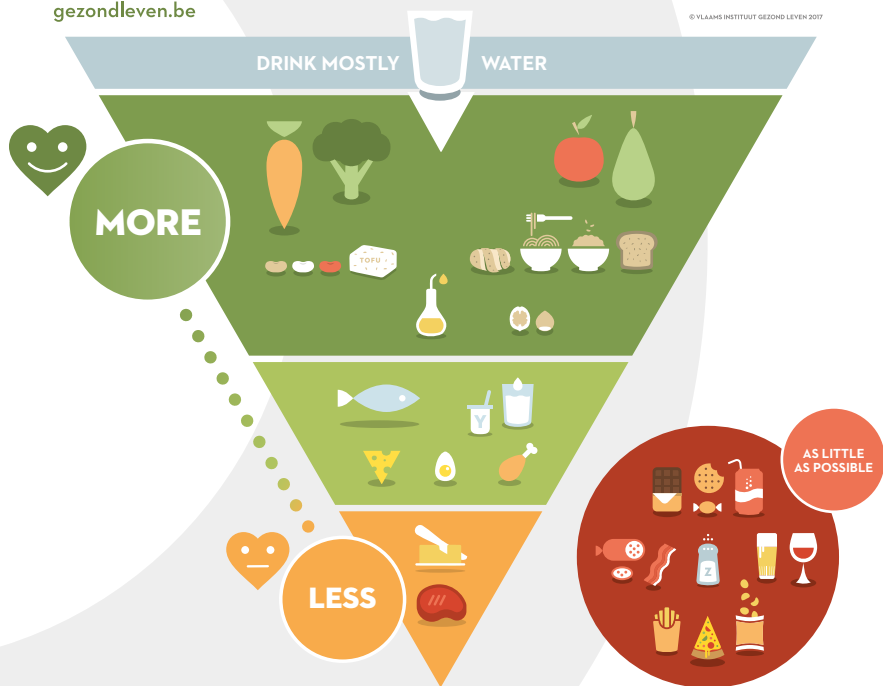 gezondleven.be
© VLAAMS INSTITUUT GEZOND LEVEN 2017
DRINK MOSTLY WATER
MORE
TOFU
Y
LESS
AS LITTLE
AS POSSIBLE
Z